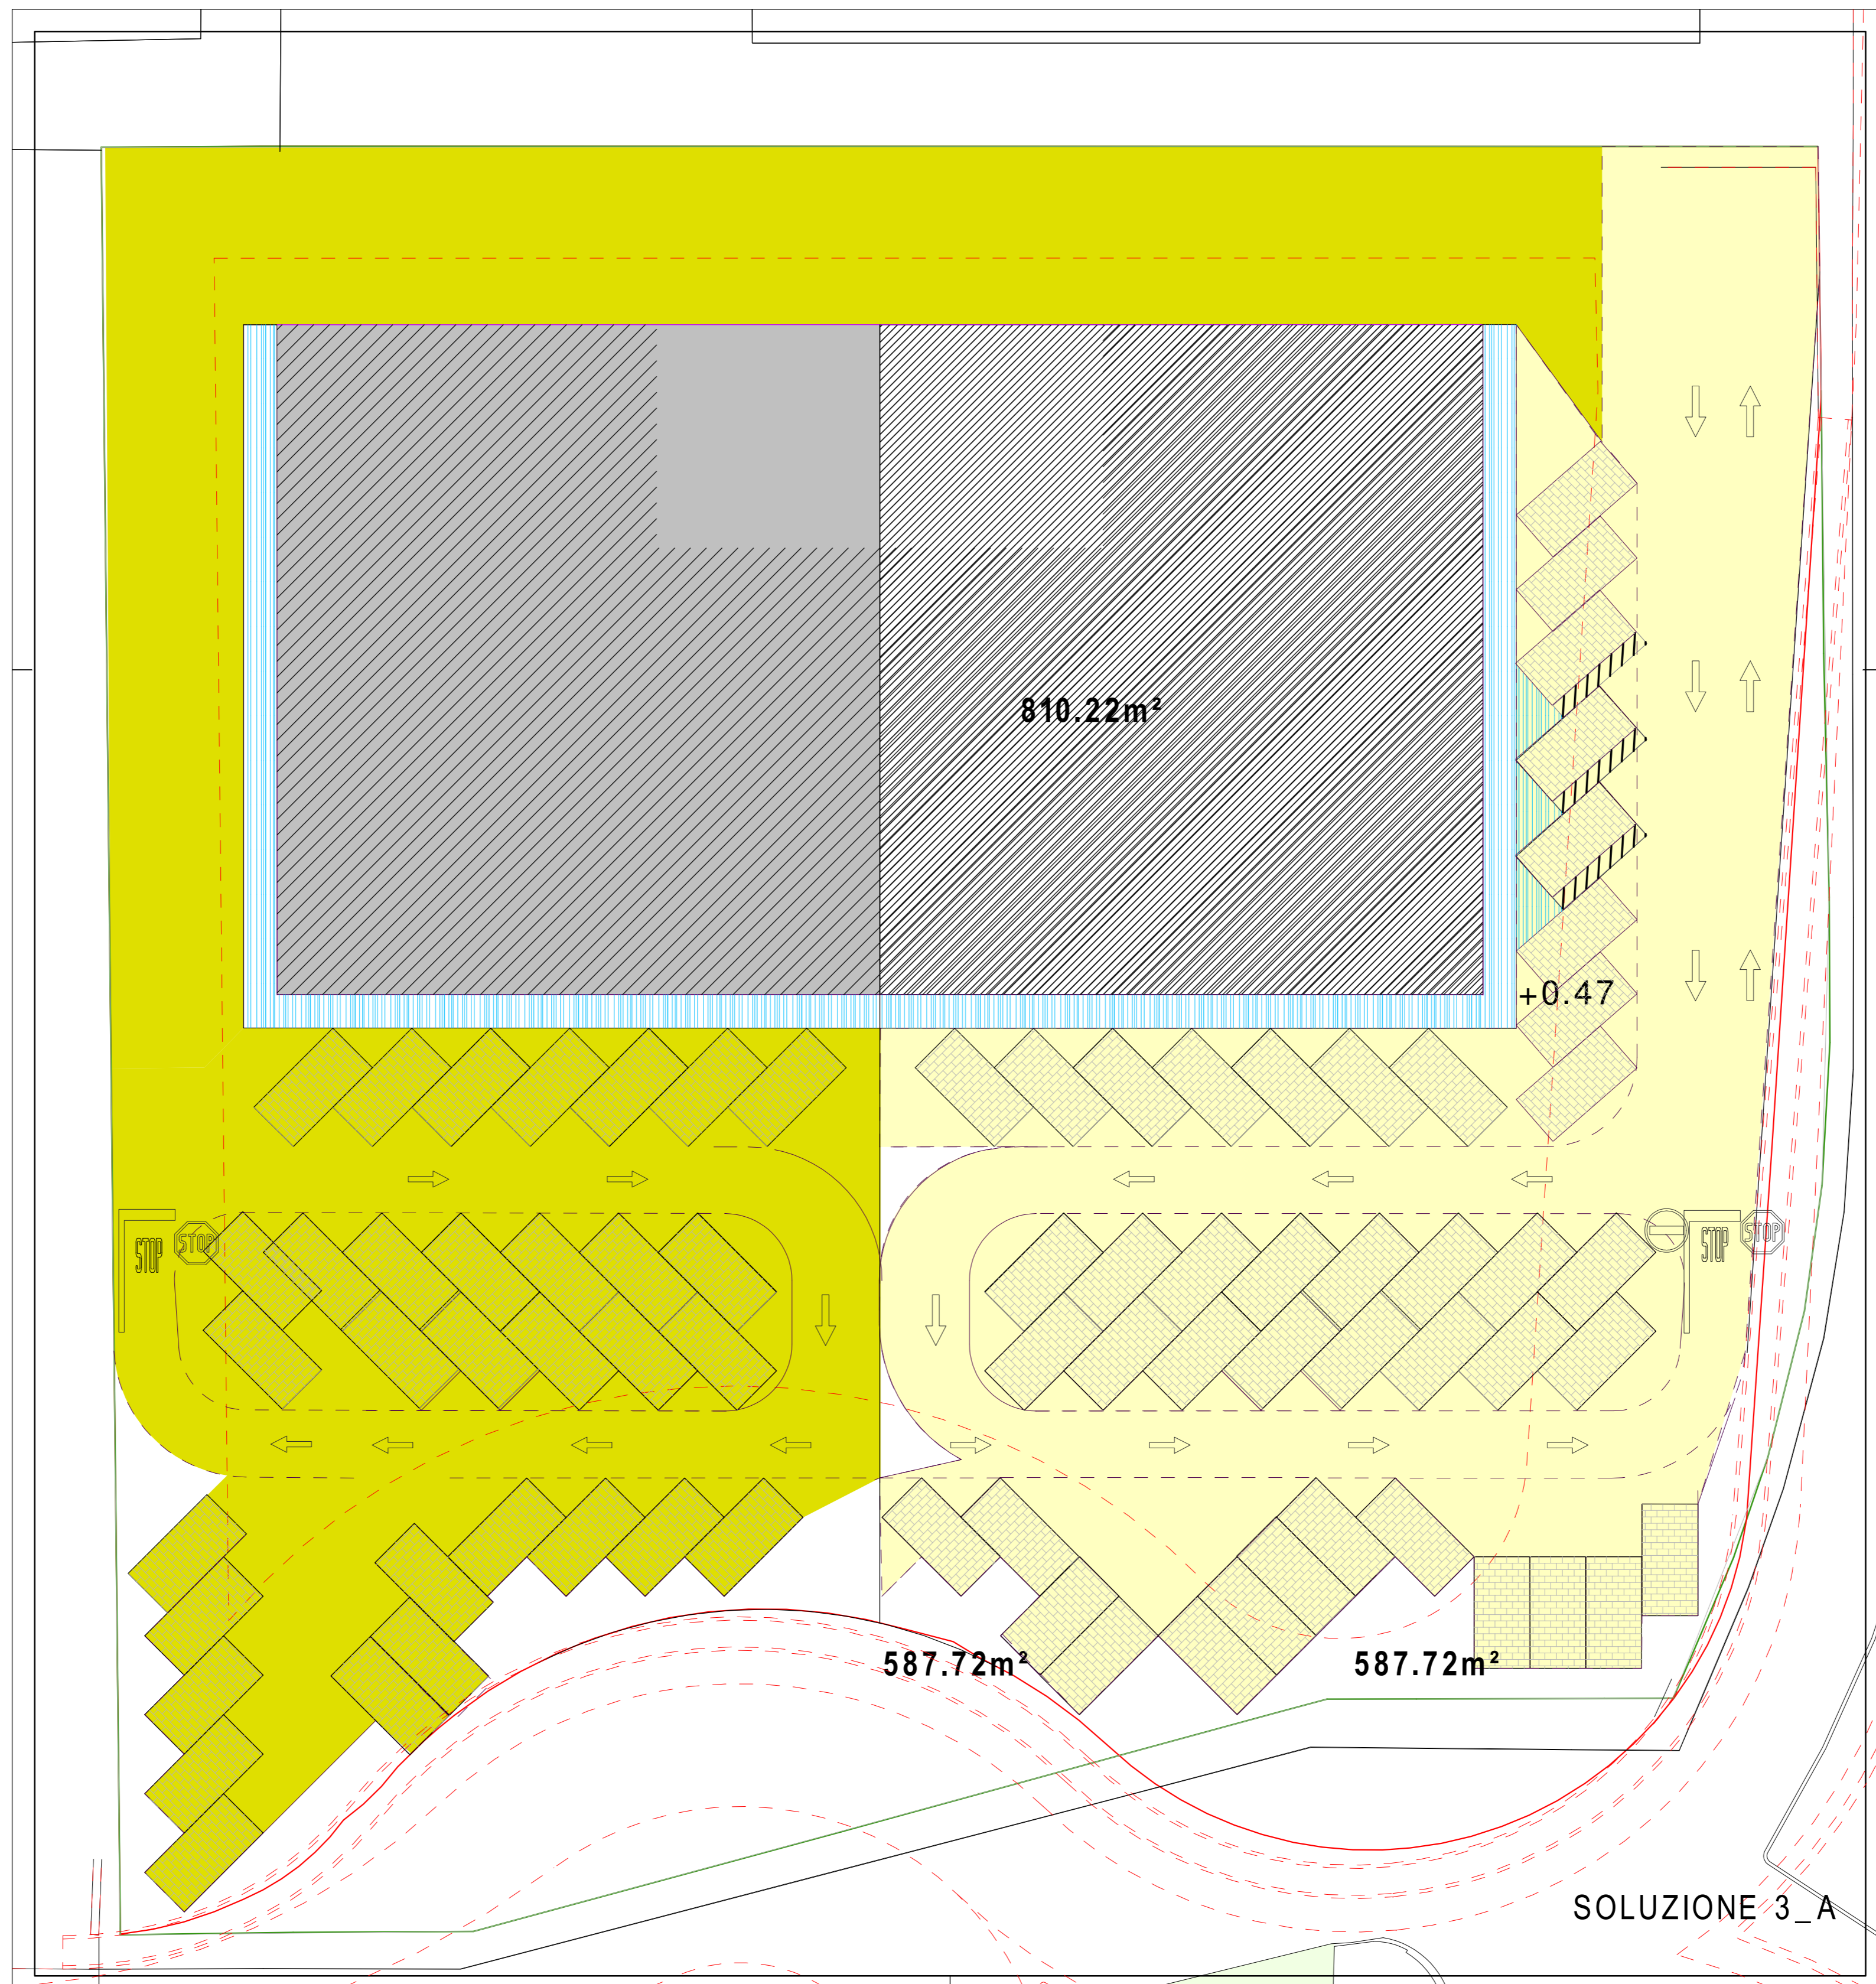 810.22m²
+0.47
STOP
STOP
STOP
STOP
587.72m²
587.72m²
SOLUZIONE 3_A